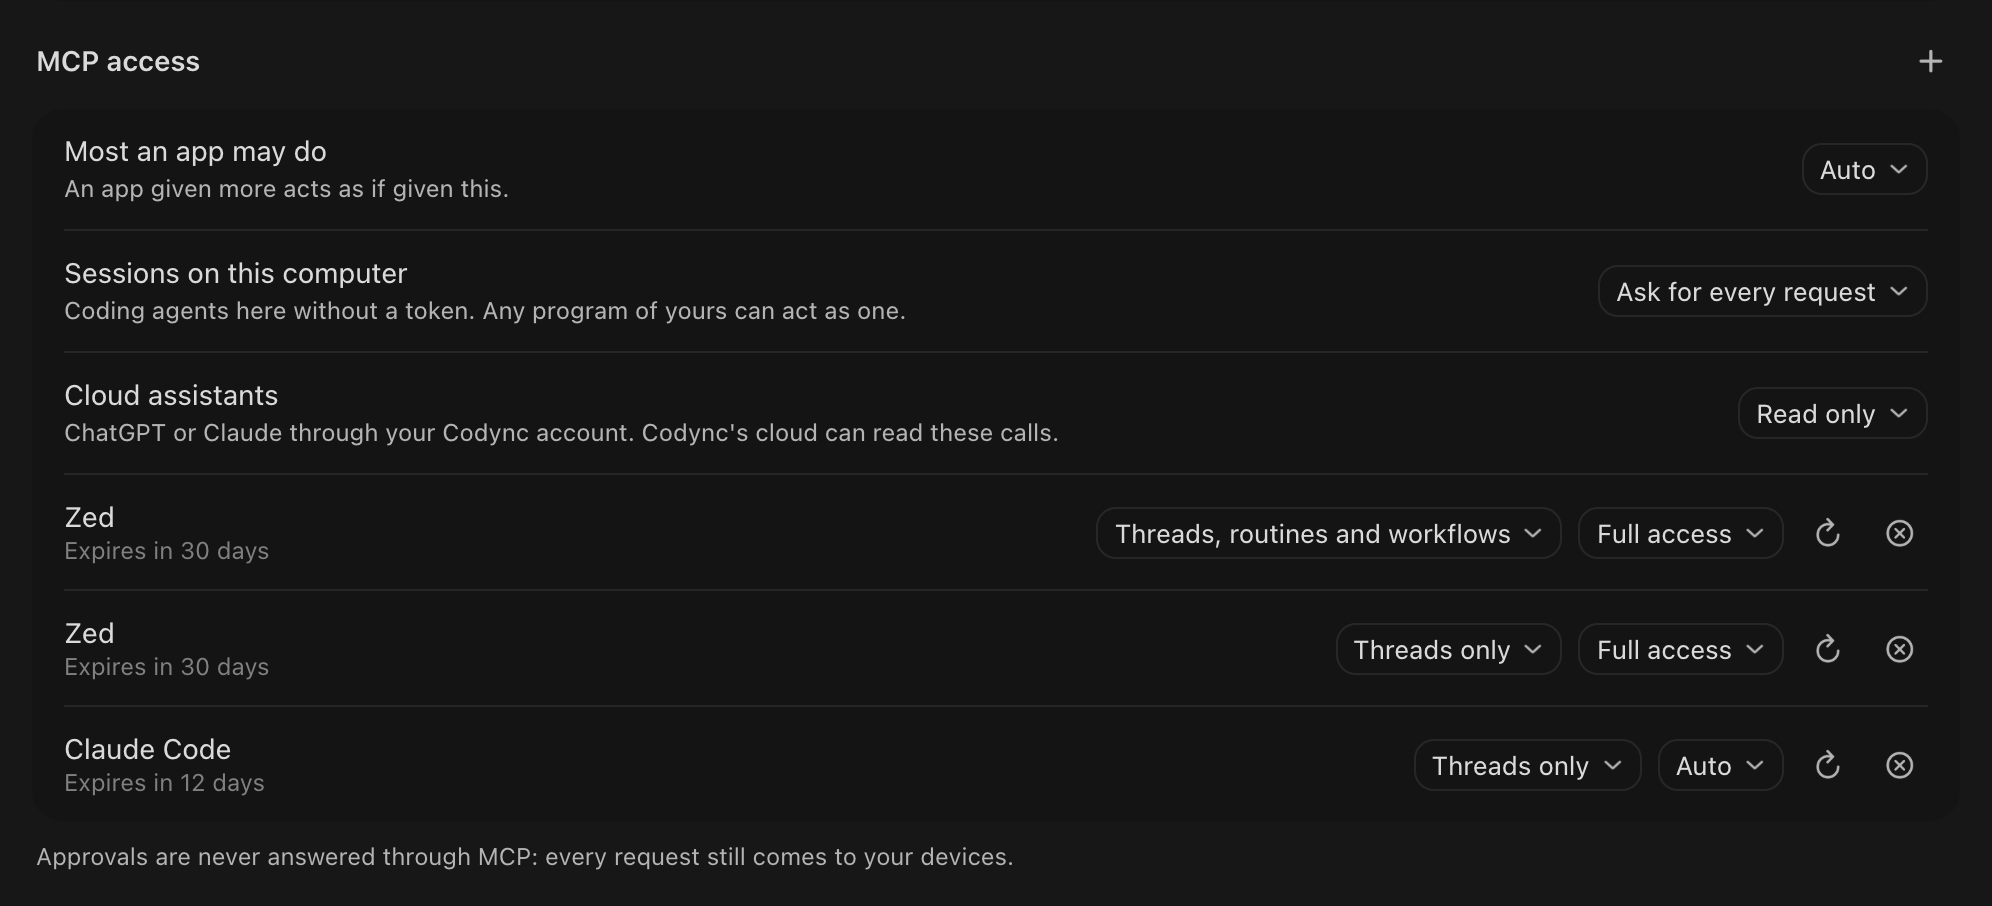 MCP access
Most an app may do
An app given more acts as if given this.
Auto
Sessions on this computer
Coding agents here without a token. Any program of yours can act as one.
Ask for every request
Cloud assistants
ChatGPT or Claude through your Codync account. Codync's cloud can read these calls.
Read only
Zed
Expires in 30 days
Threads, routines and workflows
Full access
Zed
Expires in 30 days
Threads only
Full access
Claude Code
Expires in 12 days
Threads only
Auto
Approvals are never answered through MCP: every request still comes to your devices.